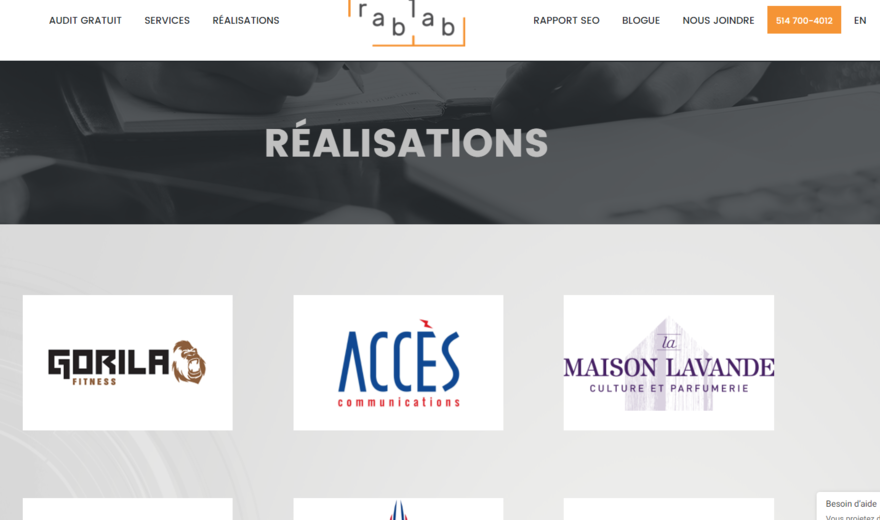 AUDIT GRATUIT SERVICES RÉALISATIONS
rablab
RAPPORT SEO BLOGUE NOUS JOINDRE 514 700-4012 EN
RÉALISATIONS
GORILA
FITNESS
ACCÈS
communications
la
MAISON LAVANDE
CULTURE ET PARFUMERIE
Besoin d'aide
Vous projetez d